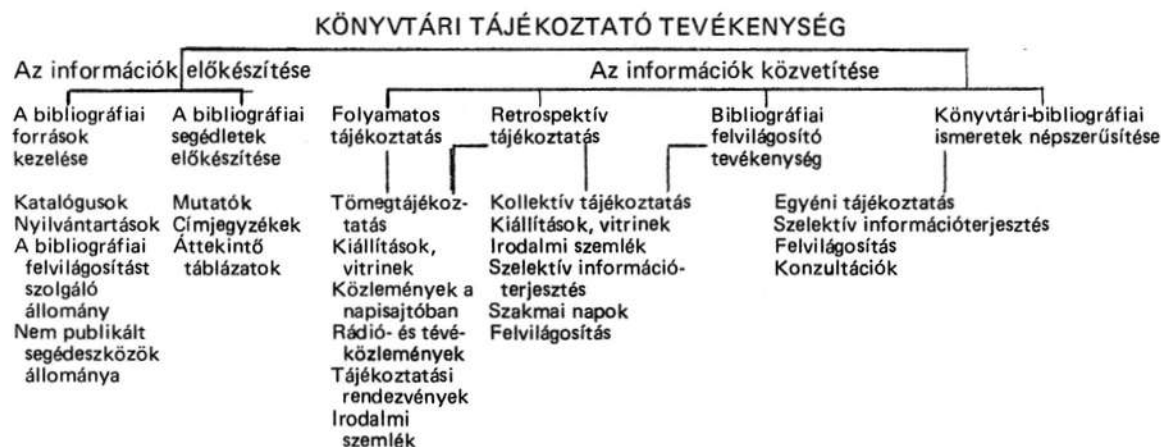 KÖNYVTÁRI TÁJÉKOZTATÓ TEVÉKENYSÉG
Az információk előkészítése
Az információk közvetítése
A bibliográfiai
források
kezelése
A bibliográfiai
segédletek
előkészítése
Folyamatos
tájékoztatás
Retrospektív
tájékoztatás
Bibliográfiai
felvilágosító
tevékenység
Könyvtári-bibliográfiai
ismeretek népszerűsítése
Katalógusok
Nyilvántartások
A bibliográfiai
felvilágosítást
szolgáló
állomány
Nem publikált
segédeszközök
állománya
Mutatók
Címjegyzékek
Áttekintő
táblázatok
Tömegtájékoz-
tatás
Kiállítások,
vitrinek
Közlemények a
napisajtóban
Rádió- és tévé-
közlemények
Tájékoztatási
rendezvények
Irodalmi
szemlék
Kollektív tájékoztatás
Kiállítások, vitrinek
Irodalmi szemlék
Szelektív információ-
terjesztés
Szakmai napok
Felvilágosítás
Egyéni tájékoztatás
Szelektív információterjesztés
Felvilágosítás
Konzultációk